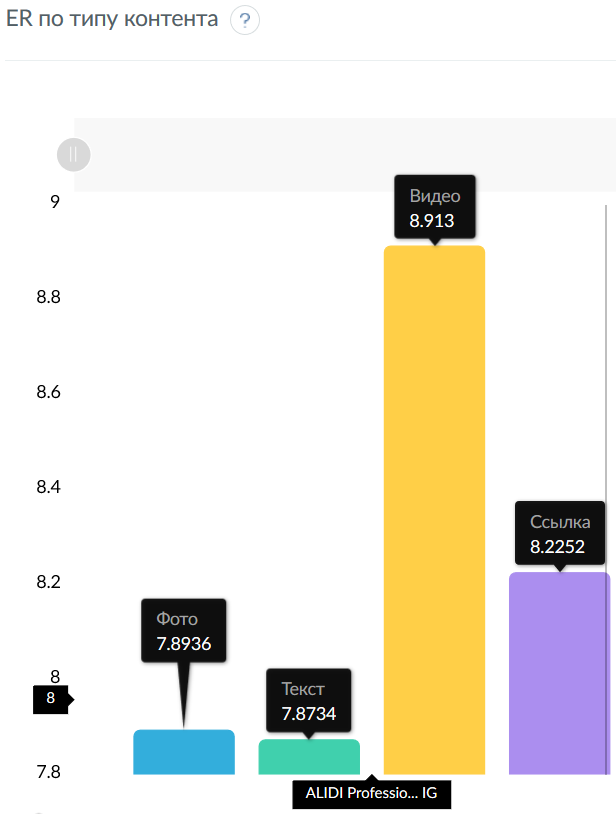 ER по типу контента ?
9
Видео
8.913
8.8
8.6
8.4
Ссылка
8.2252
8.2
Фото
7.8936
8
Текст
7.8734
8
7.8
ALIDI Professio... IG